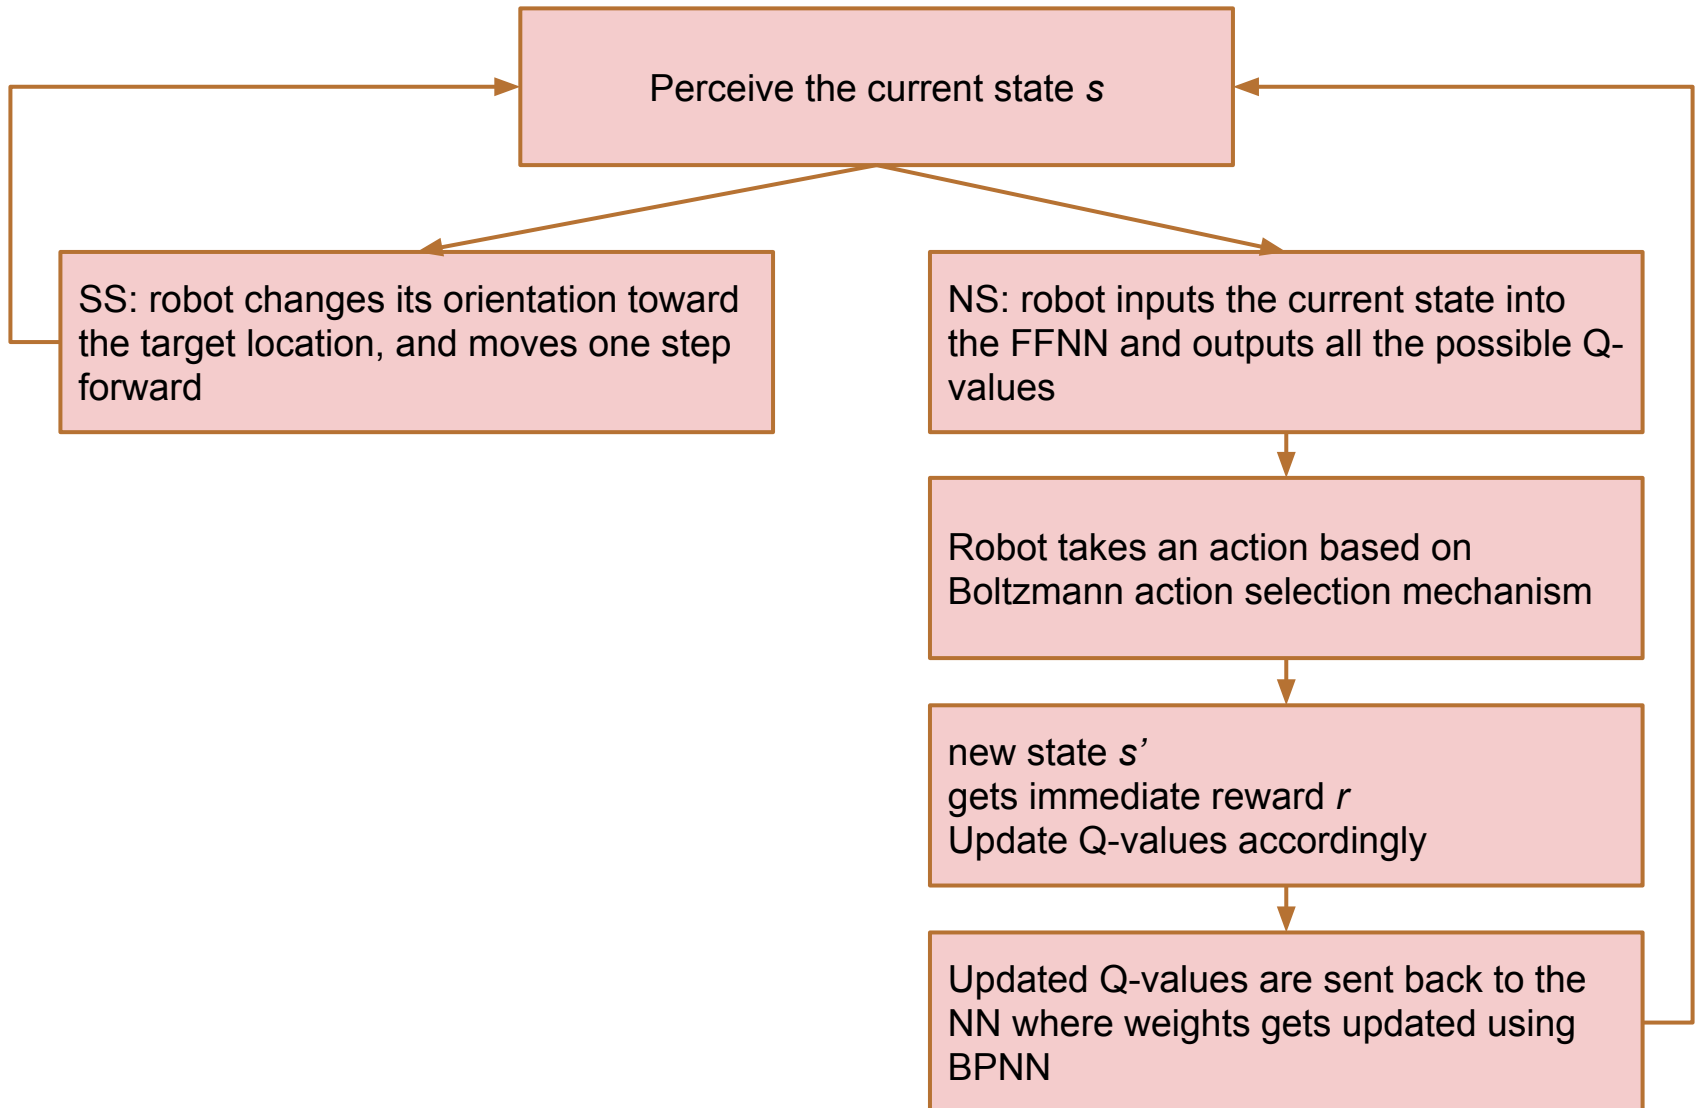 Perceive the current state s
SS: robot changes its orientation toward
the target location, and moves one step
forward
NS: robot inputs the current state into
the FFNN and outputs all the possible Q-
values
Robot takes an action based on
Boltzmann action selection mechanism
new state s’
gets immediate reward r
Update Q-values accordingly
Updated Q-values are sent back to the
NN where weights gets updated using
BPNN